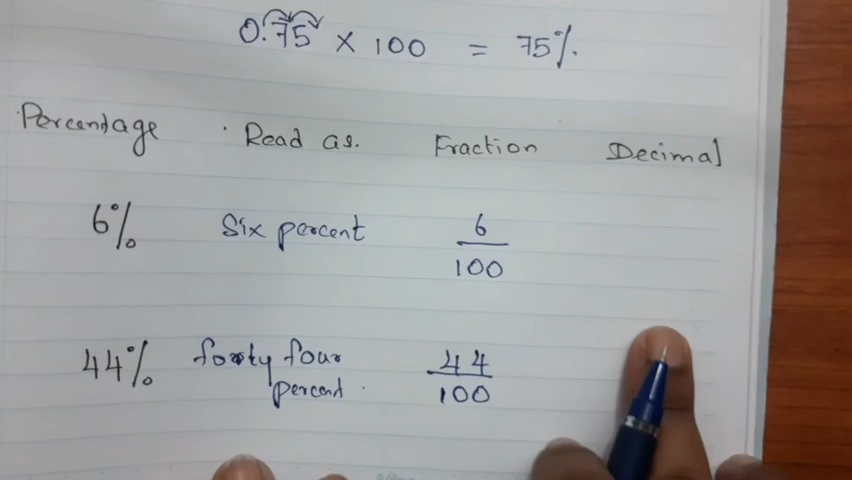 0.75 × 100 = 75%
Percentage Read as. Fraction Decimal
6% Six percent 6/100
44% forty four percent 44/100